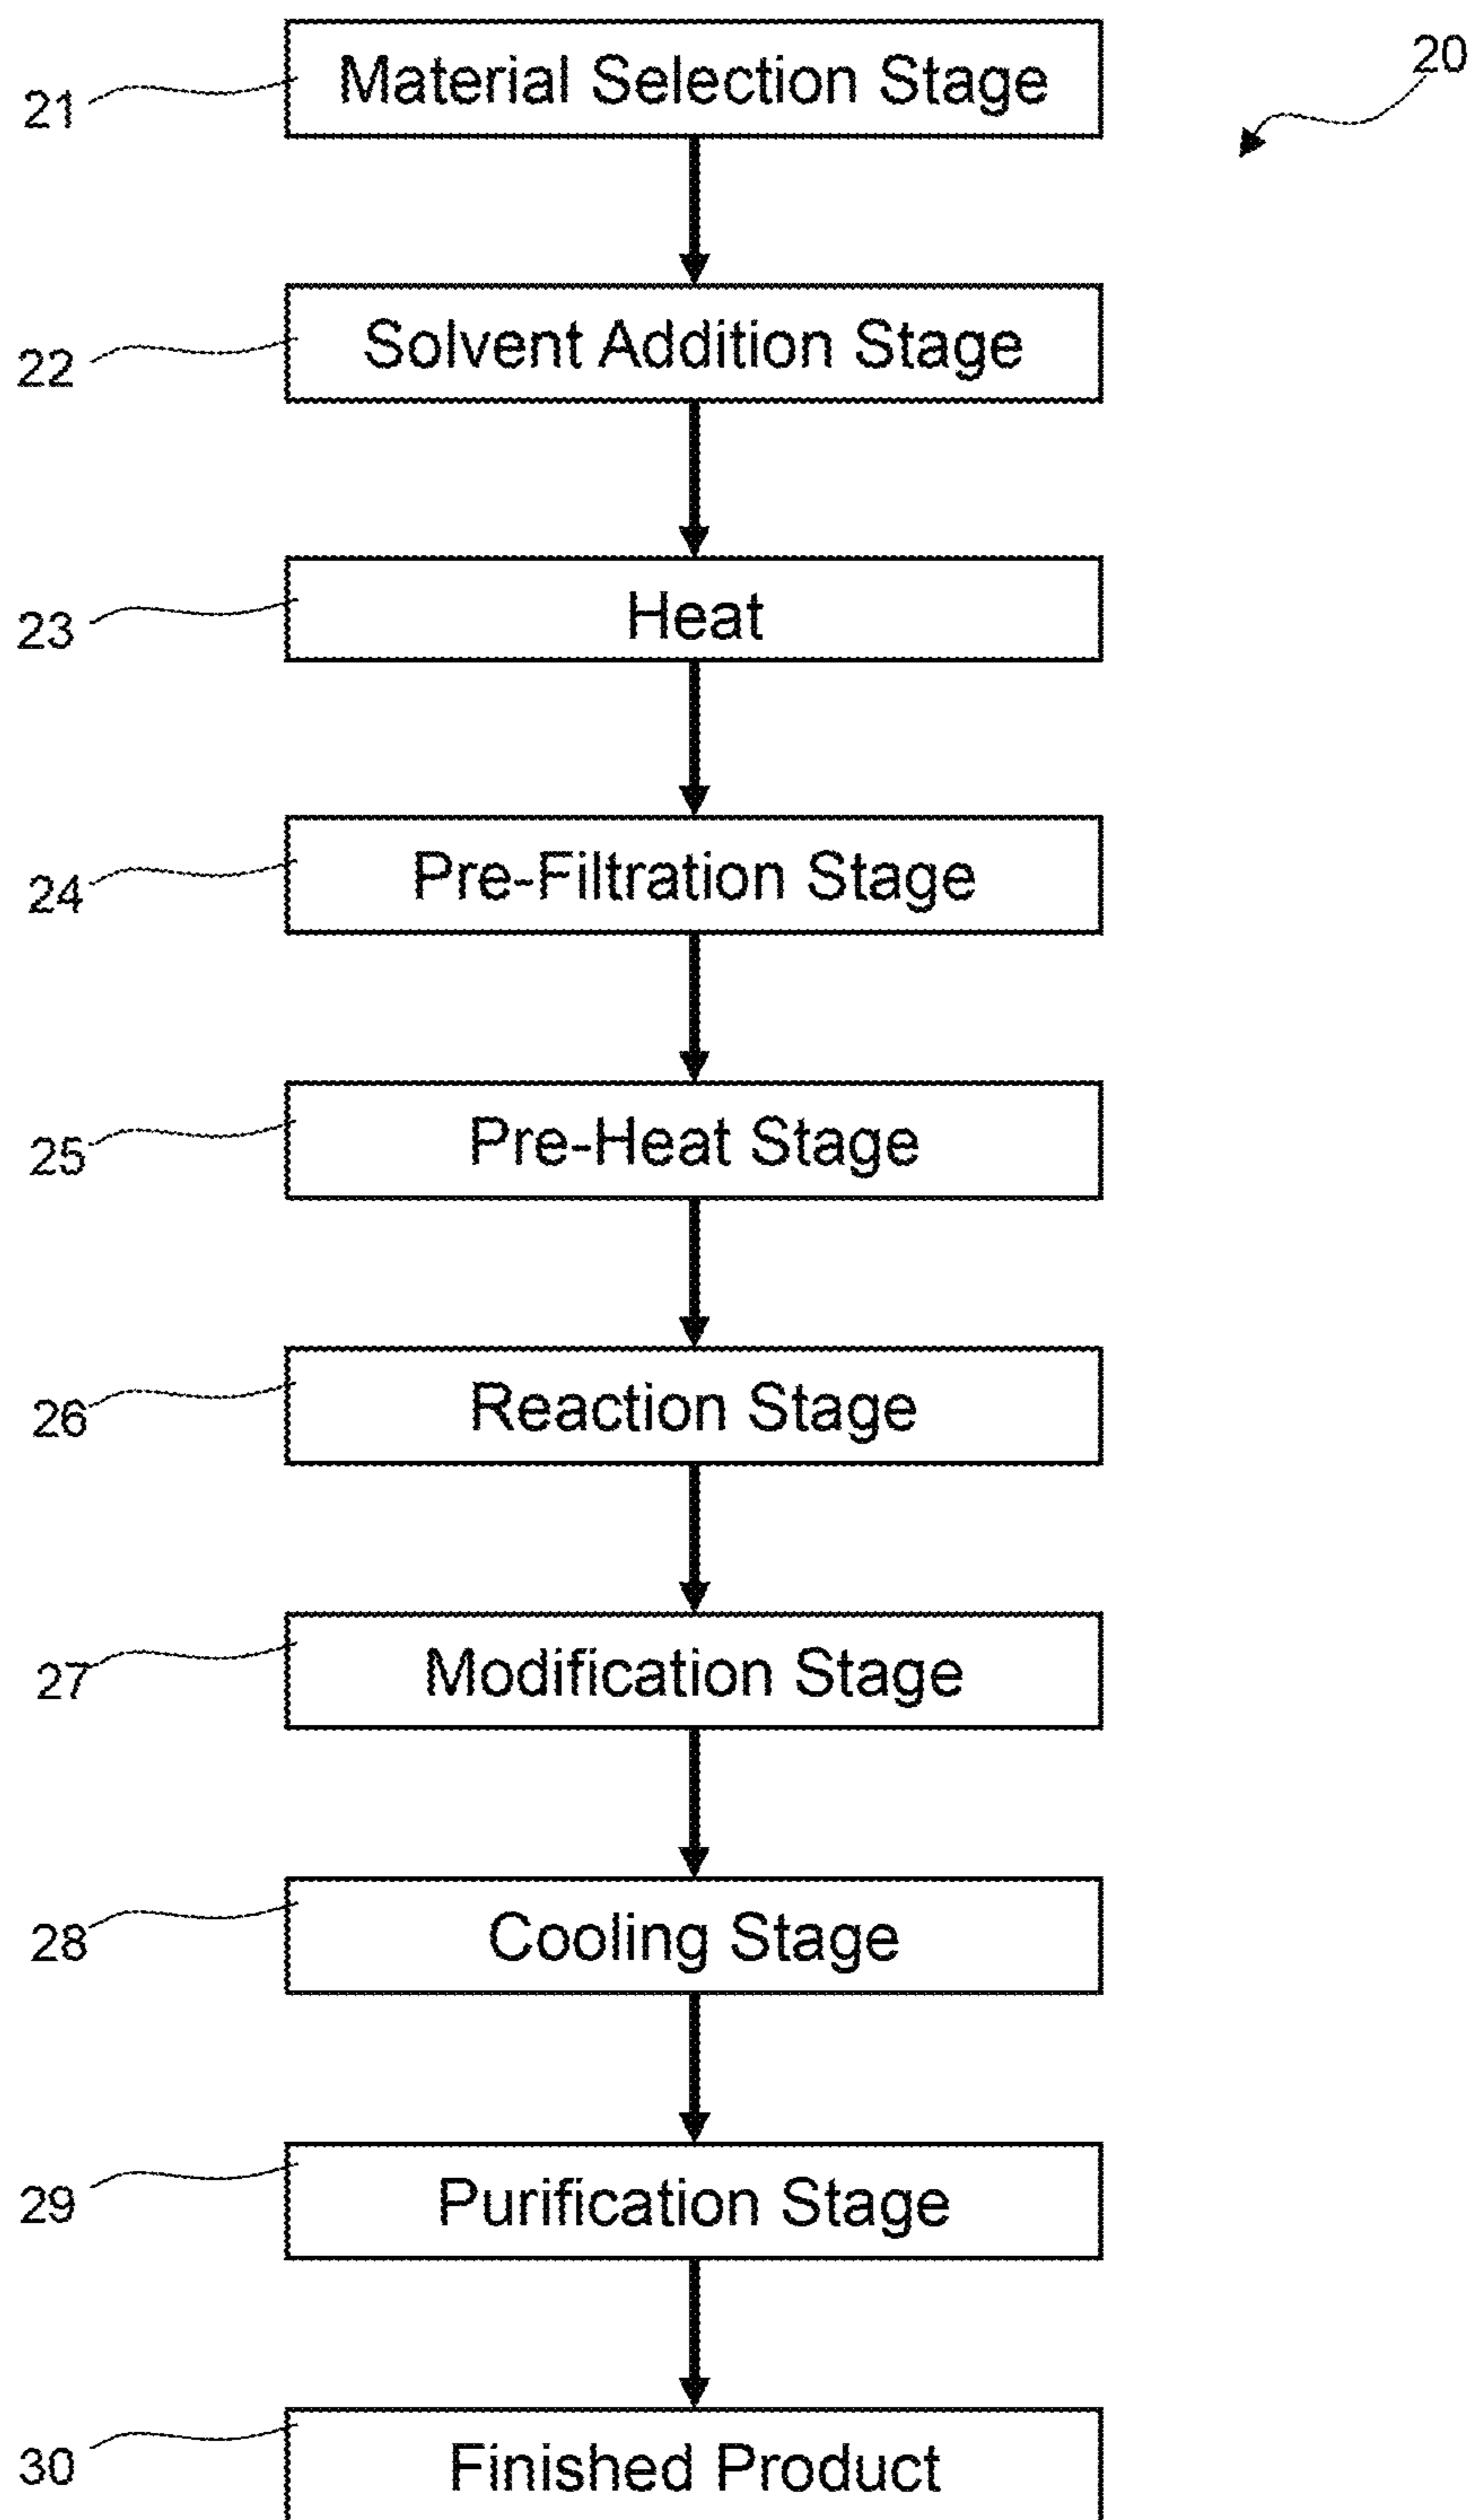 Material Selection Stage
20
21
Solvent Addition Stage
22
Heat
23
Pre-Filtration Stage
24
Pre-Heat Stage
25
Reaction Stage
26
Modification Stage
27
Cooling Stage
28
Purification Stage
29
Finished Product
30